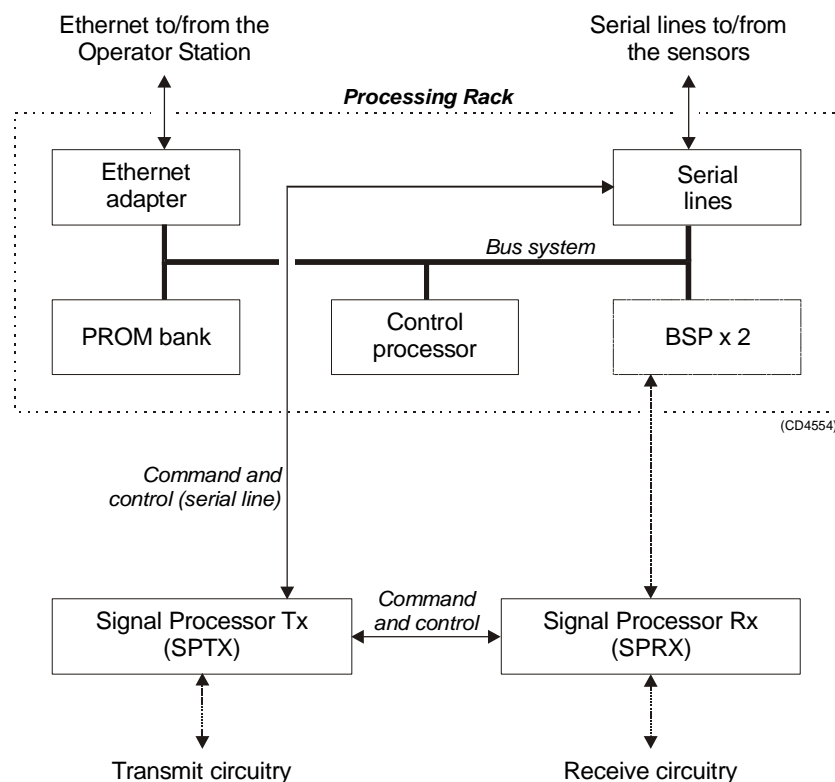 Ethernet to/from the
Operator Station
Serial lines to/from
the sensors
Processing Rack
Ethernet
adapter
Serial
lines
Bus system
PROM bank
Control
processor
BSP x 2
(CD4554)
Command and
control (serial line)
Signal Processor Tx
(SPTX)
Command
and control
Signal Processor Rx
(SPRX)
Transmit circuitry
Receive circuitry